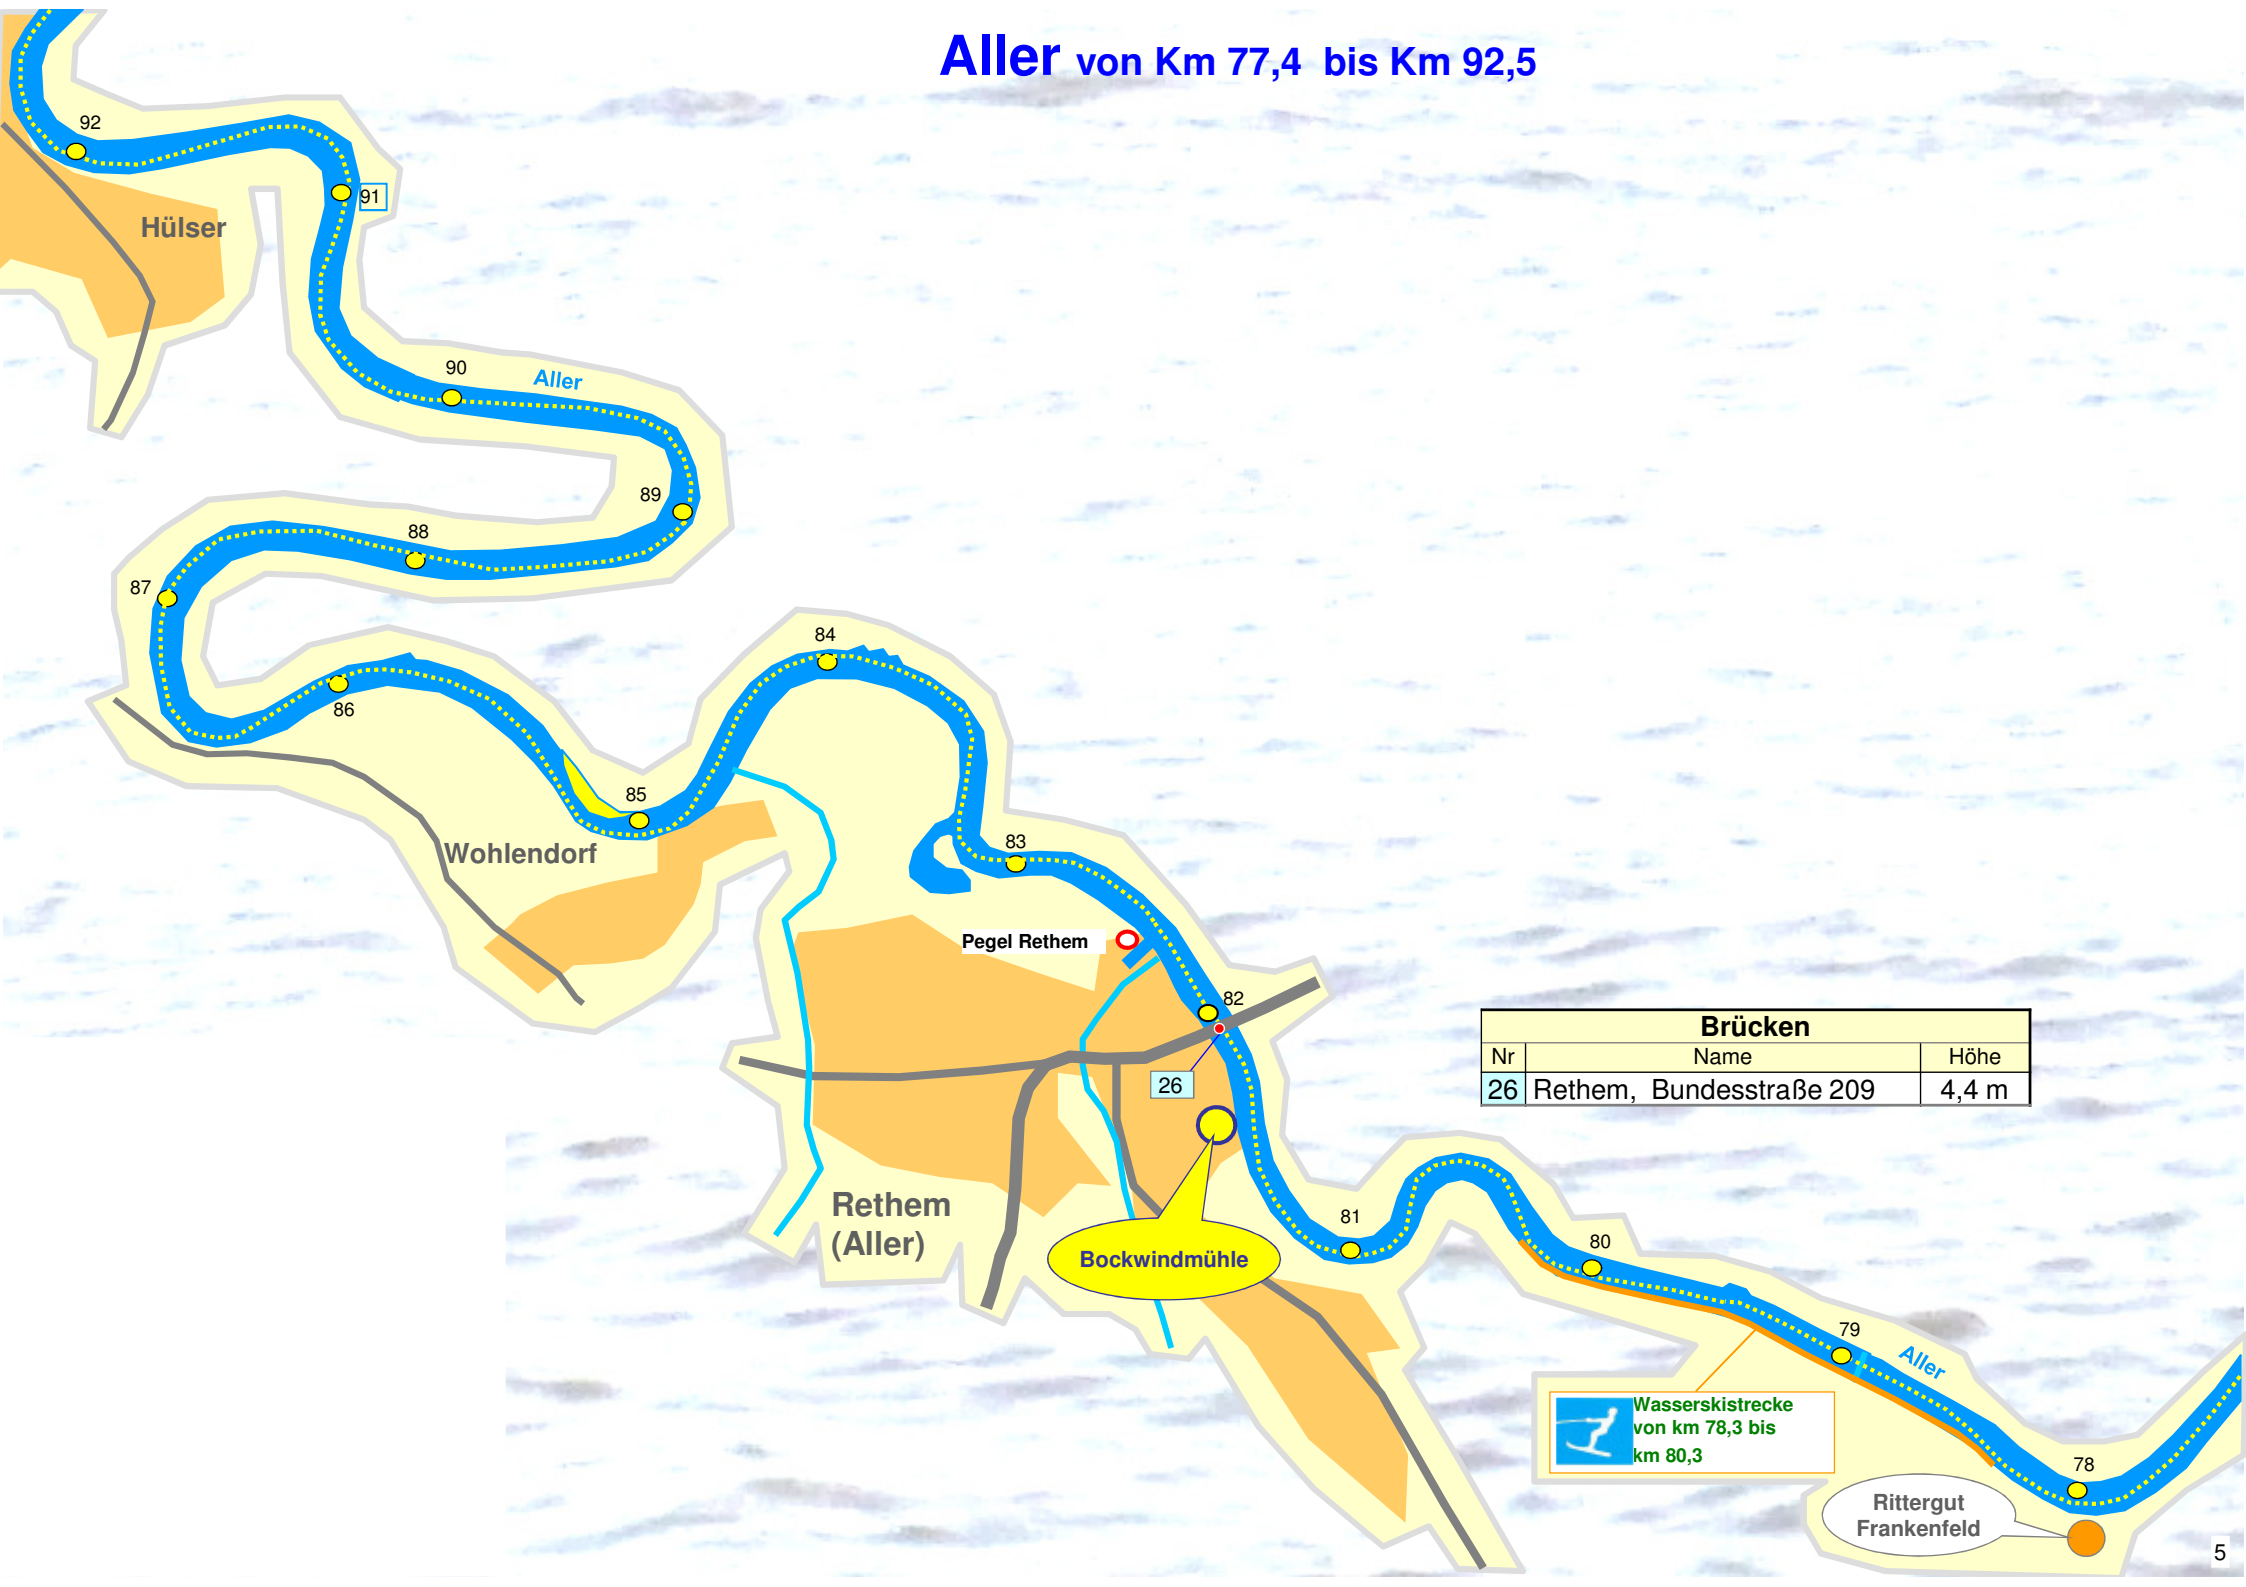 Aller von Km 77,4 bis Km 92,5
92
91
Hülser
90
Aller
89
88
87
86
85
84
Wohlendorf
83
Pegel Rethem
82
26
Brücken
Nr Name Höhe
26 Rethem, Bundesstraße 209 4,4 m
Rethem
(Aller)
Bockwindmühle
81
80
79
Aller
Wasserskistrecke
von km 78,3 bis
km 80,3
78
Rittergut
Frankenfeld
5